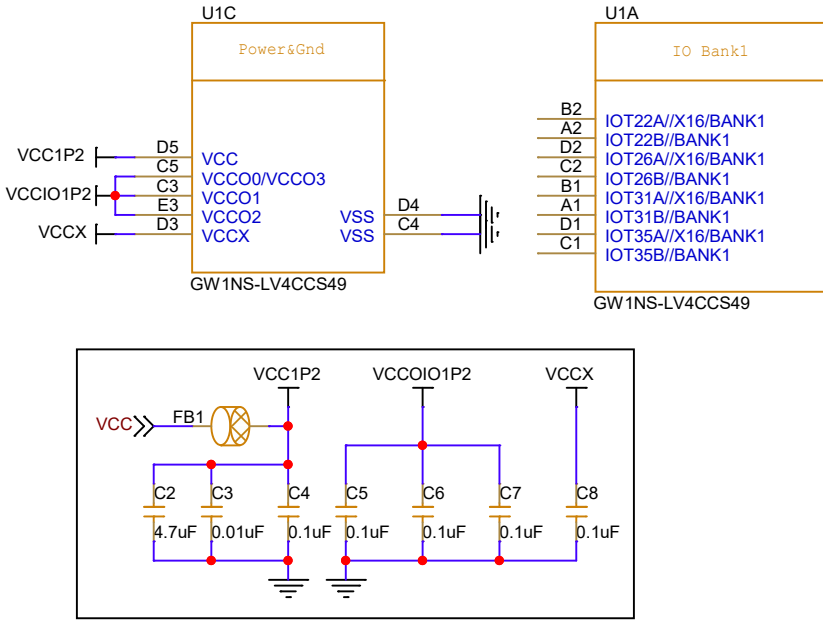 U1C
Power&Gnd
VCC1P2
D5
VCC
C5
VCCO0/VCCO3
VCCIO1P2
C3
VCCO1
E3
VCCO2
VCCX
D3
VCCX
D4
VSS
C4
VSS
GW1NS-LV4CCS49
U1A
IO Bank1
B2
IOT22A//X16/BANK1
A2
IOT22B//BANK1
D2
IOT26A//X16/BANK1
C2
IOT26B//BANK1
B1
IOT31A//X16/BANK1
A1
IOT31B//BANK1
D1
IOT35A//X16/BANK1
C1
IOT35B//BANK1
GW1NS-LV4CCS49
VCC1P2 VCCOIO1P2 VCCX
VCC FB1
C2 C3 C4 C5 C6 C7 C8
4.7uF 0.01uF 0.1uF 0.1uF 0.1uF 0.1uF 0.1uF